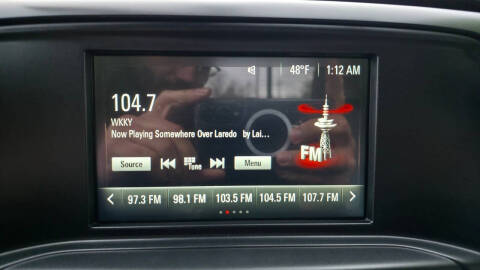 48°F 1:12 AM
104.7
WKKY
Now Playing Somewhere Over Laredo by Lai...
FM
Source Tune Menu
97.3 FM 98.1 FM 103.5 FM 104.5 FM 107.7 FM